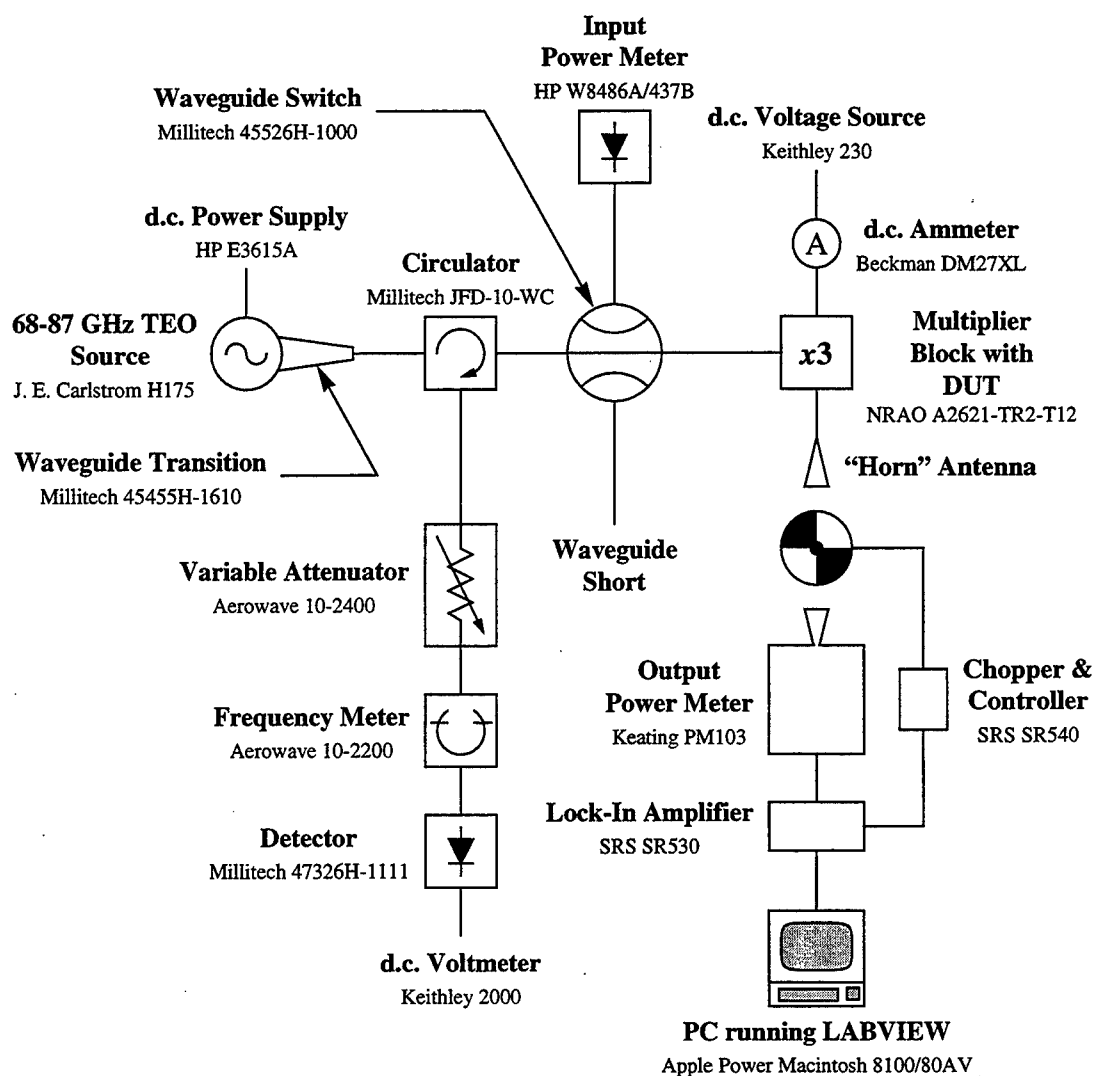 Input
Power Meter
HP W8486A/437B
Waveguide Switch
Millitech 45526H-1000
d.c. Voltage Source
Keithley 230
d.c. Power Supply
HP E3615A
A
d.c. Ammeter
Beckman DM27XL
Circulator
Millitech JFD-10-WC
68-87 GHz TEO
Source
J. E. Carlstrom H175
x3
Multiplier
Block with
DUT
NRAO A2621-TR2-T12
Waveguide Transition
Millitech 45455H-1610
“Horn” Antenna
Variable Attenuator
Aerowave 10-2400
Waveguide
Short
Output
Power Meter
Keating PM103
Chopper &
Controller
SRS SR540
Frequency Meter
Aerowave 10-2200
Lock-In Amplifier
SRS SR530
Detector
Millitech 47326H-1111
d.c. Voltmeter
Keithley 2000
PC running LABVIEW
Apple Power Macintosh 8100/80AV